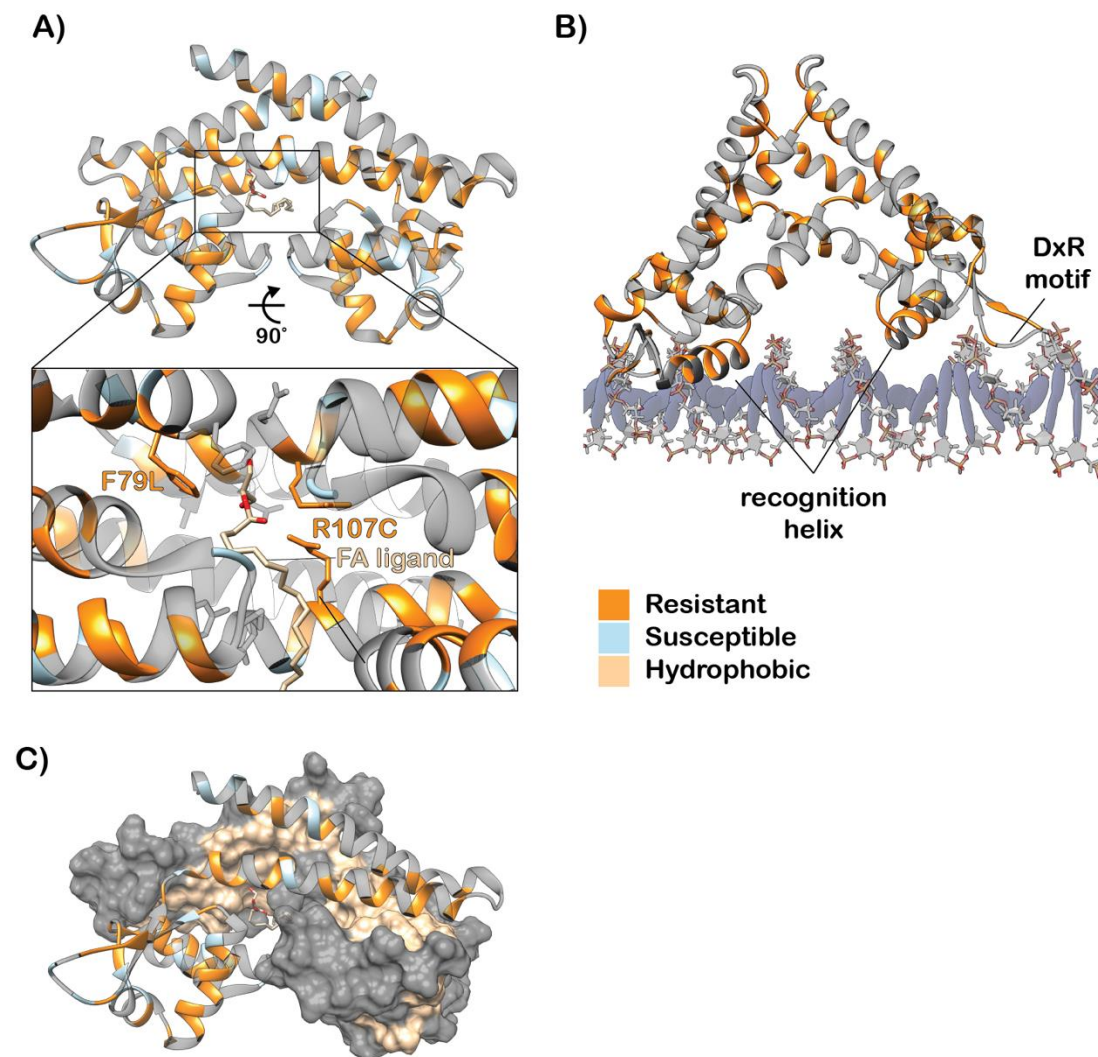 A)
90°
F79L
R107C
FA ligand
B)
DxR
motif
recognition
helix
Resistant
Susceptible
Hydrophobic
C)